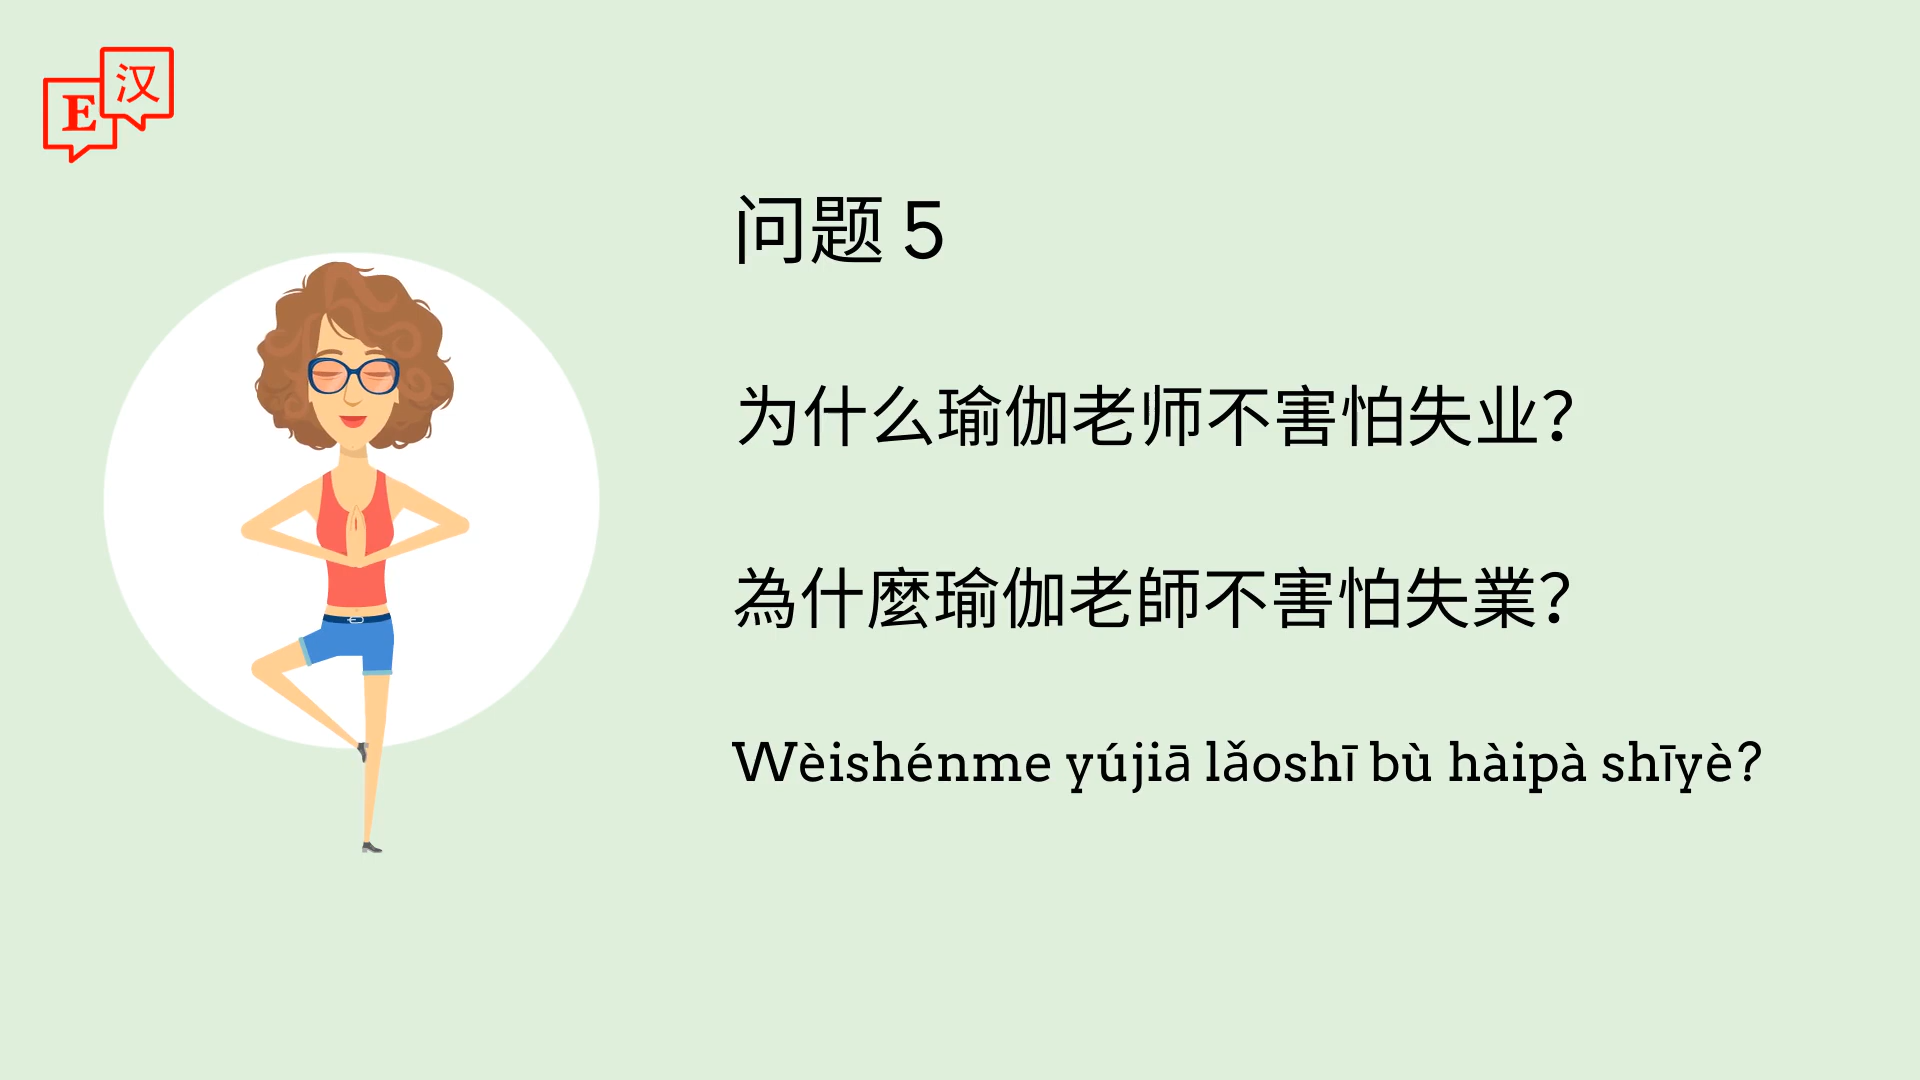 E 汉
问题 5
为什么瑜伽老师不害怕失业?
為什麼瑜伽老師不害怕失業?
Wèishénme yújiā lǎoshī bù hàipà shīyè?